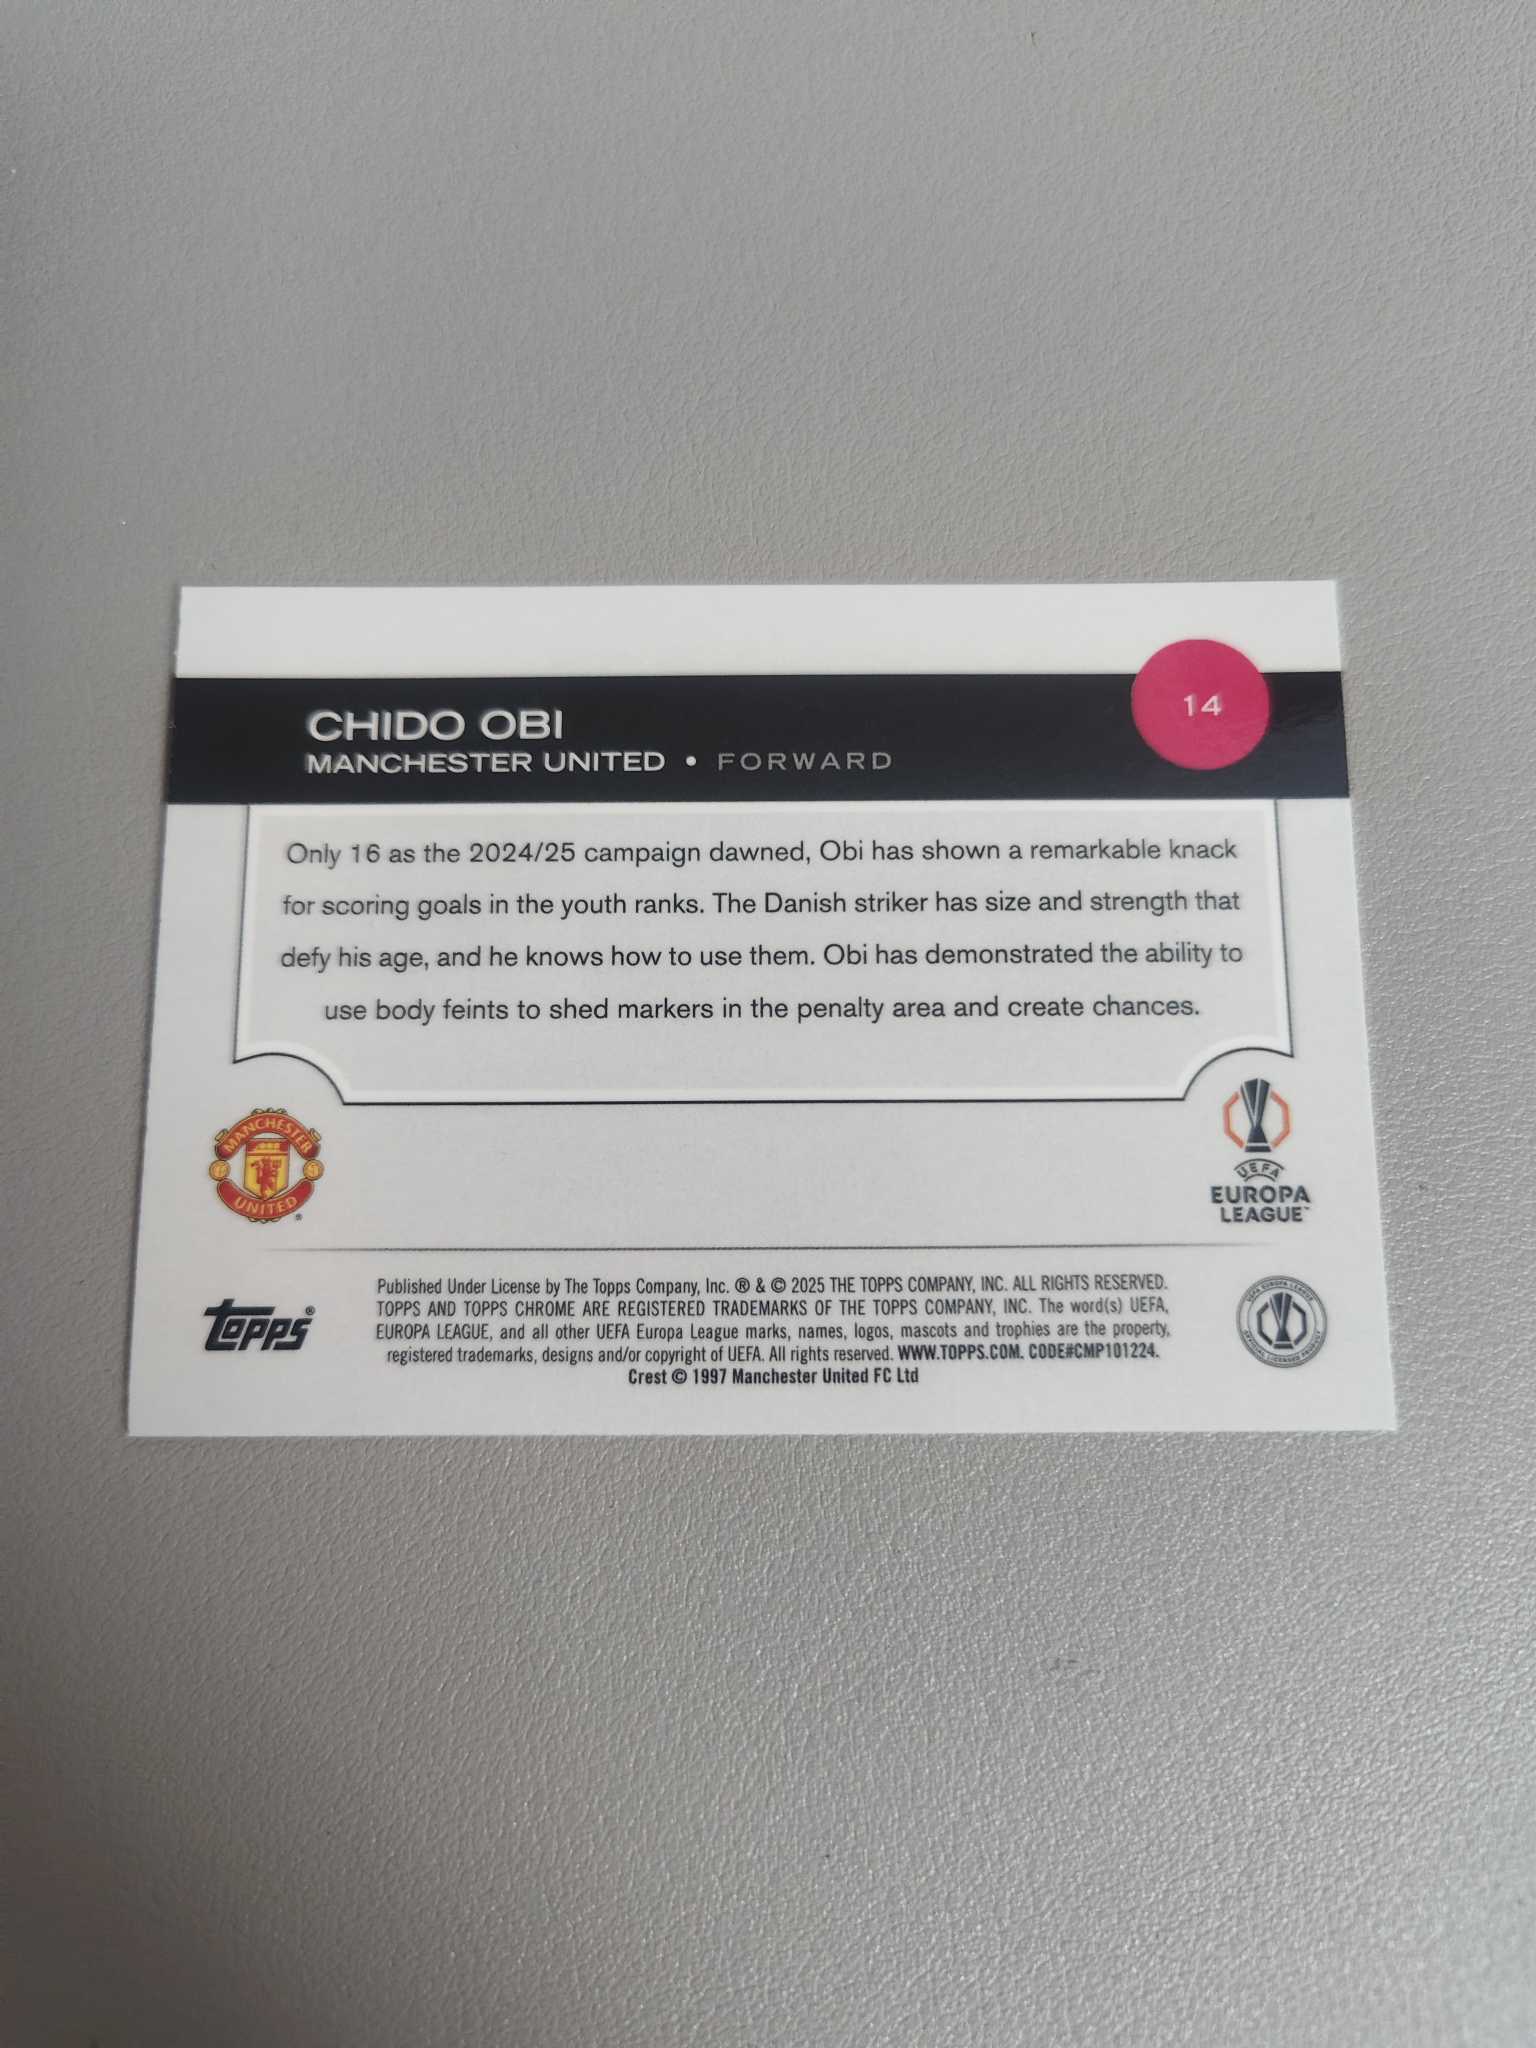 14
CHIDO OBI
MANCHESTER UNITED • FORWARD
Only 16 as the 2024/25 campaign dawned, Obi has shown a remarkable knack
for scoring goals in the youth ranks. The Danish striker has size and strength that
defy his age, and he knows how to use them. Obi has demonstrated the ability to
use body feints to shed markers in the penalty area and create chances.
MANCHESTER
UNITED
®
UEFA
EUROPA
LEAGUE™
topps®
Published Under License by The Topps Company, Inc. ® & © 2025 THE TOPPS COMPANY, INC. ALL RIGHTS RESERVED.
TOPPS AND TOPPS CHROME ARE REGISTERED TRADEMARKS OF THE TOPPS COMPANY, INC. The word(s) UEFA,
EUROPA LEAGUE, and all other UEFA Europa League marks, names, logos, mascots and trophies are the property,
registered trademarks, designs and/or copyright of UEFA. All rights reserved. WWW.TOPPS.COM. CODE#CMP101224.
Crest © 1997 Manchester United FC Ltd
UEFA EUROPA LEAGUE
OFFICIAL LICENSED PRODUCT